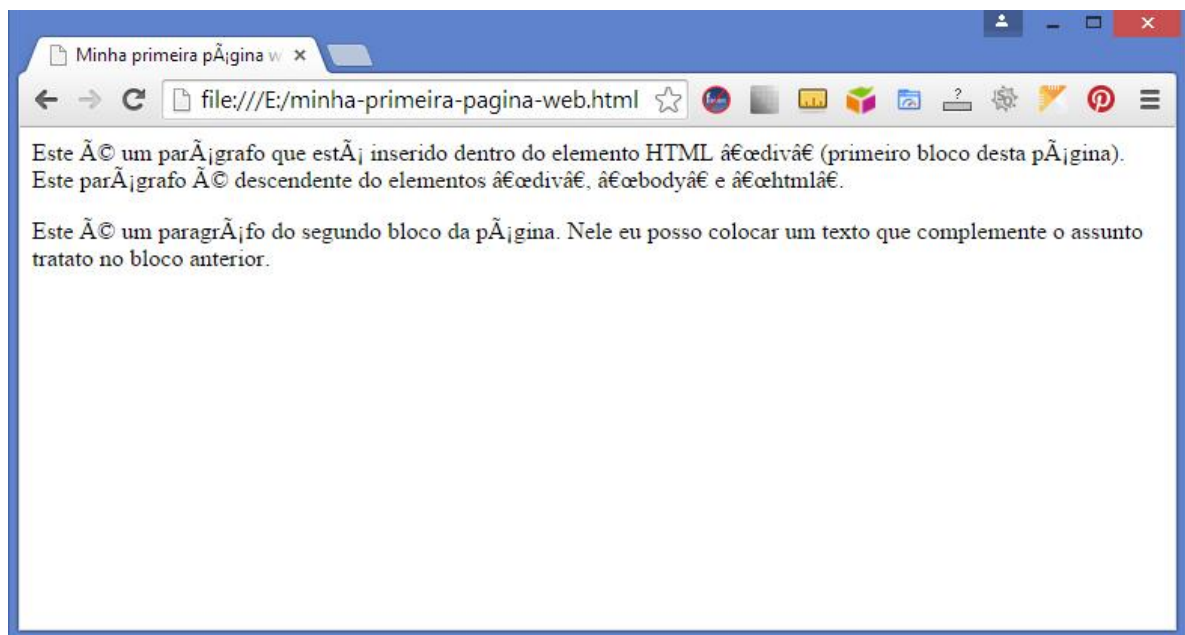 Minha primeira pÃ¡gina w
file:///E:/minha-primeira-pagina-web.html
Este Ã© um parÃ¡grafo que estÃ¡ inserido dentro do elemento HTML â€œdivâ€ (primeiro bloco desta pÃ¡gina).
Este parÃ¡grafo Ã© descendente do elementos â€œdivâ€, â€œbodyâ€ e â€œhtmlâ€.
Este Ã© um paragrÃ¡fo do segundo bloco da pÃ¡gina. Nele eu posso colocar um texto que complemente o assunto
tratato no bloco anterior.